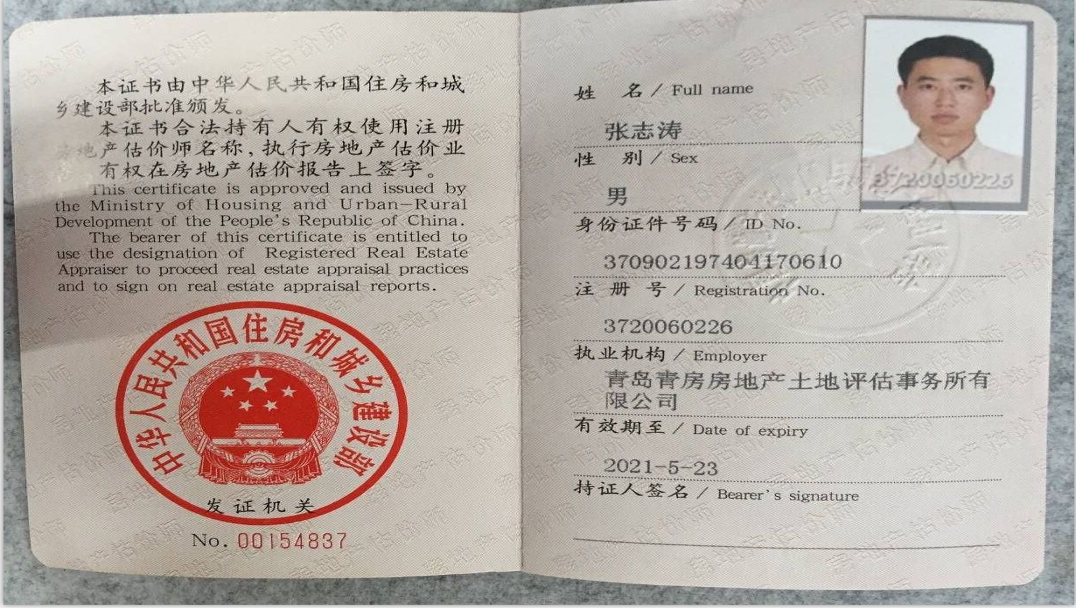 本证书由中华人民共和国住房和城
乡建设部批准颁发。
本证书合法持有人有权使用注册
房地产估价师名称，执行房地产估价业
有权在房地产估价报告上签字。
This certificate is approved and issued by
the Ministry of Housing and Urban-Rural
Development of the People's Republic of China.
The bearer of this certificate is entitled to
use the designation of Registered Real Estate
Appraiser to proceed real estate appraisal practices
and to sign on real estate appraisal reports.
中华人民共和国住房和城乡建设部
发证机关
No. 00154837
姓 名 / Full name
张志涛
性 别 / Sex
男
身份证件号码 / ID No.
370902197404170610
注 册 号 / Registration No.
3720060226
执业机构 / Employer
青岛青房房地产土地评估事务所有
限公司
有效期至 / Date of expiry
2021-5-23
持证人签名 / Bearer's signature